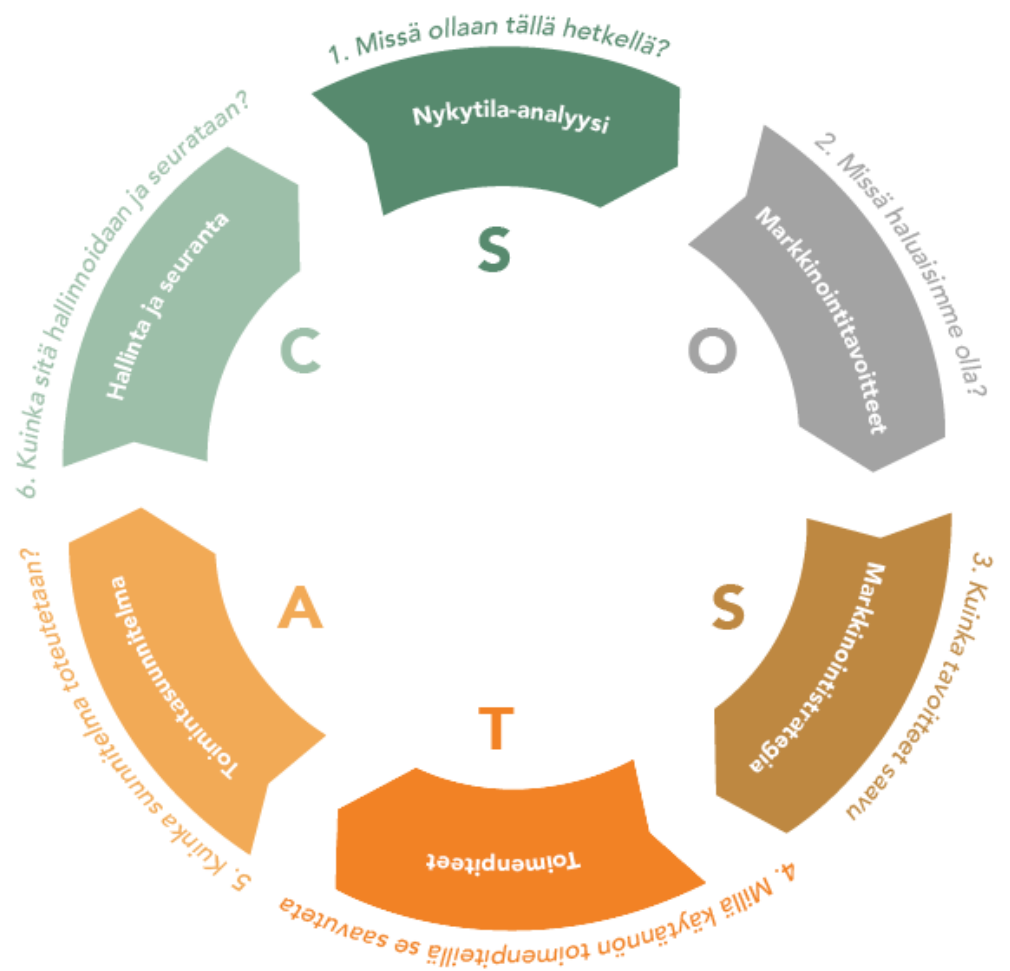 1. Missä ollaan tällä hetkellä?
Nykytila-analyysi
S
2. Missä haluaisimme olla?
Markkinointitavoitteet
O
3. Kuinka tavoitteet saavu
Markkinointistrategia
S
4. Millä käytännön toimenpiteillä se saavuteta
Toimenpiteet
T
5. Kuinka suunnitelma toteutetaan?
Toimintasuunnitelma
A
6. Kuinka sitä hallinnoidaan ja seurataan?
Hallinta ja seuranta
C